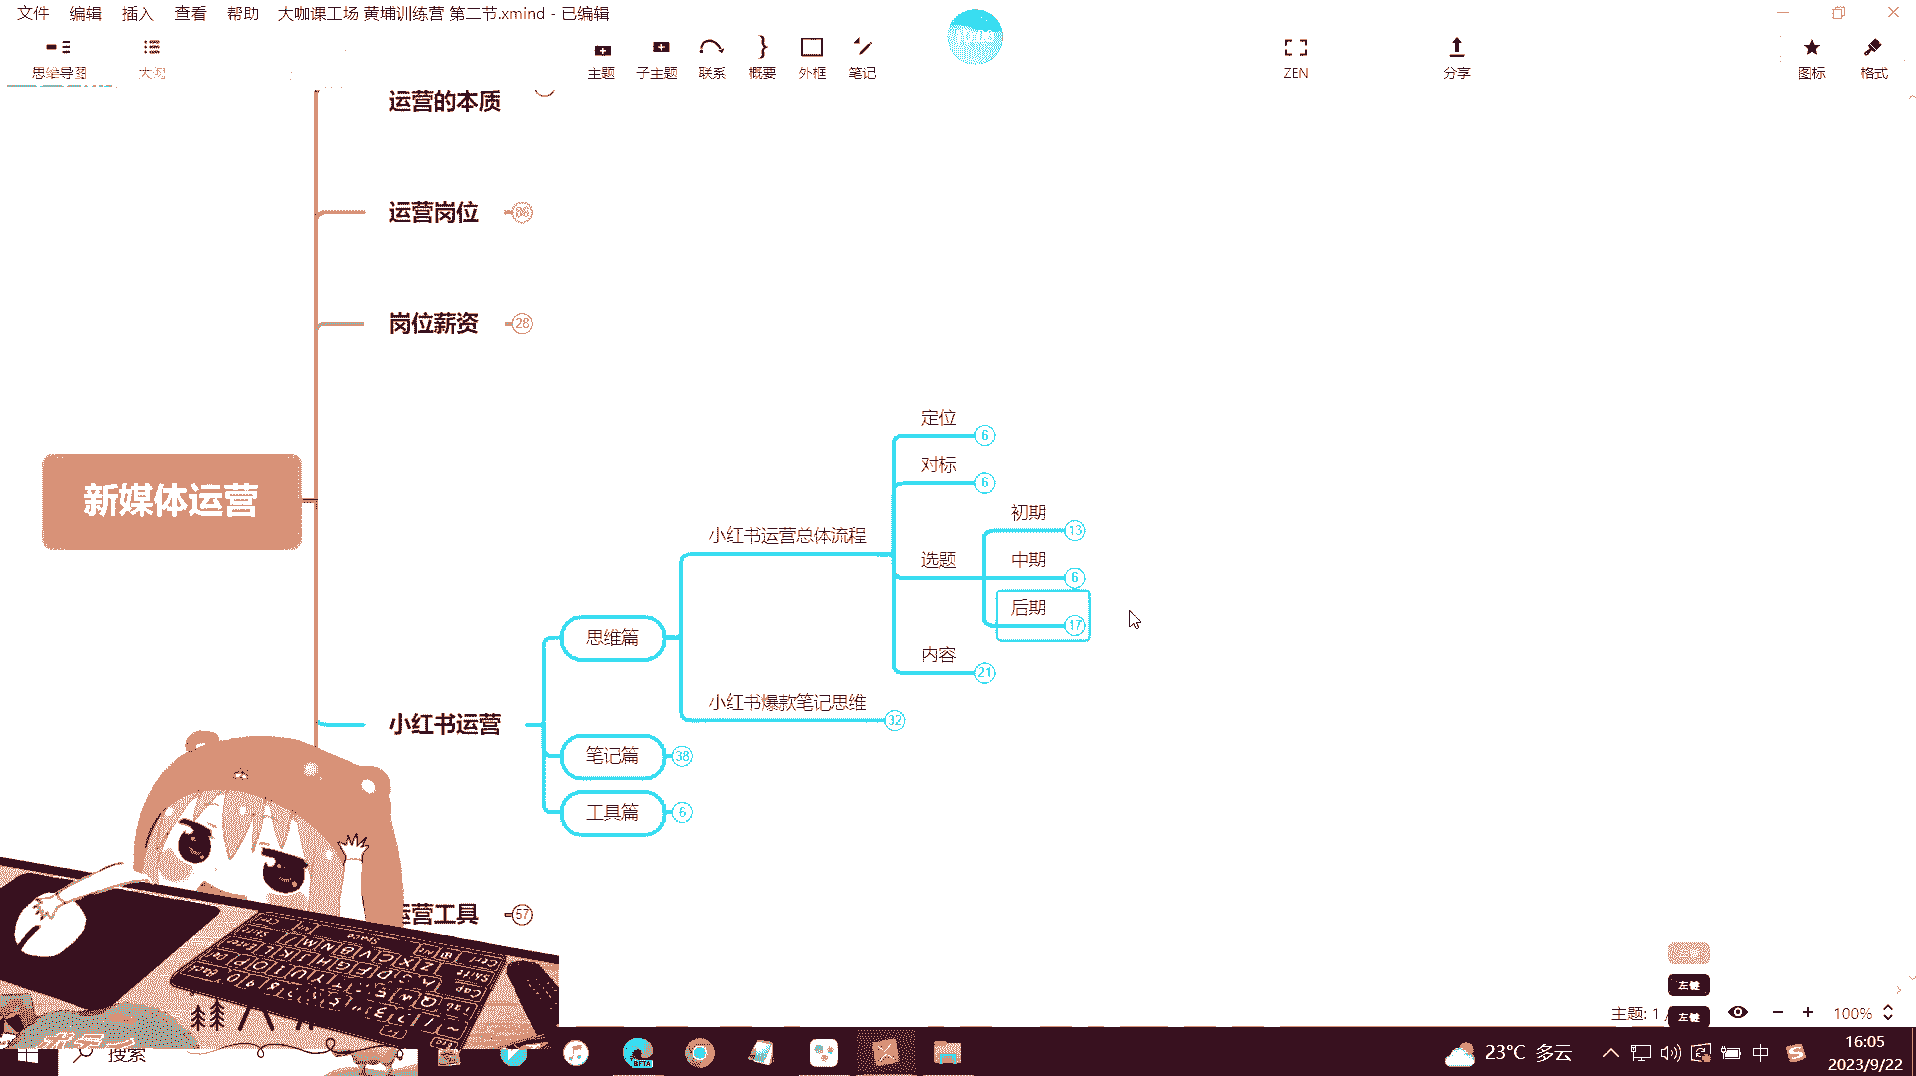 文件 编辑 插入 查看 帮助 大咖课工场 黄埔训练营 第二节.xmind - 已编辑
思维导图 大纲 主题 子主题 联系 概要 外框 笔记 ZEN 分享 图标 格式
运营的本质
运营岗位 86
岗位薪资 28
新媒体运营
小红书运营
思维篇
小红书运营总体流程
定位 6
对标 6
选题
初期 13
中期 6
后期 17
内容 21
小红书爆款笔记思维 32
笔记篇 38
工具篇 6
运营工具 57
左键
左键
主题: 1 /
100%
搜索
BETA
23°C 多云
中
16:05
2023/9/22